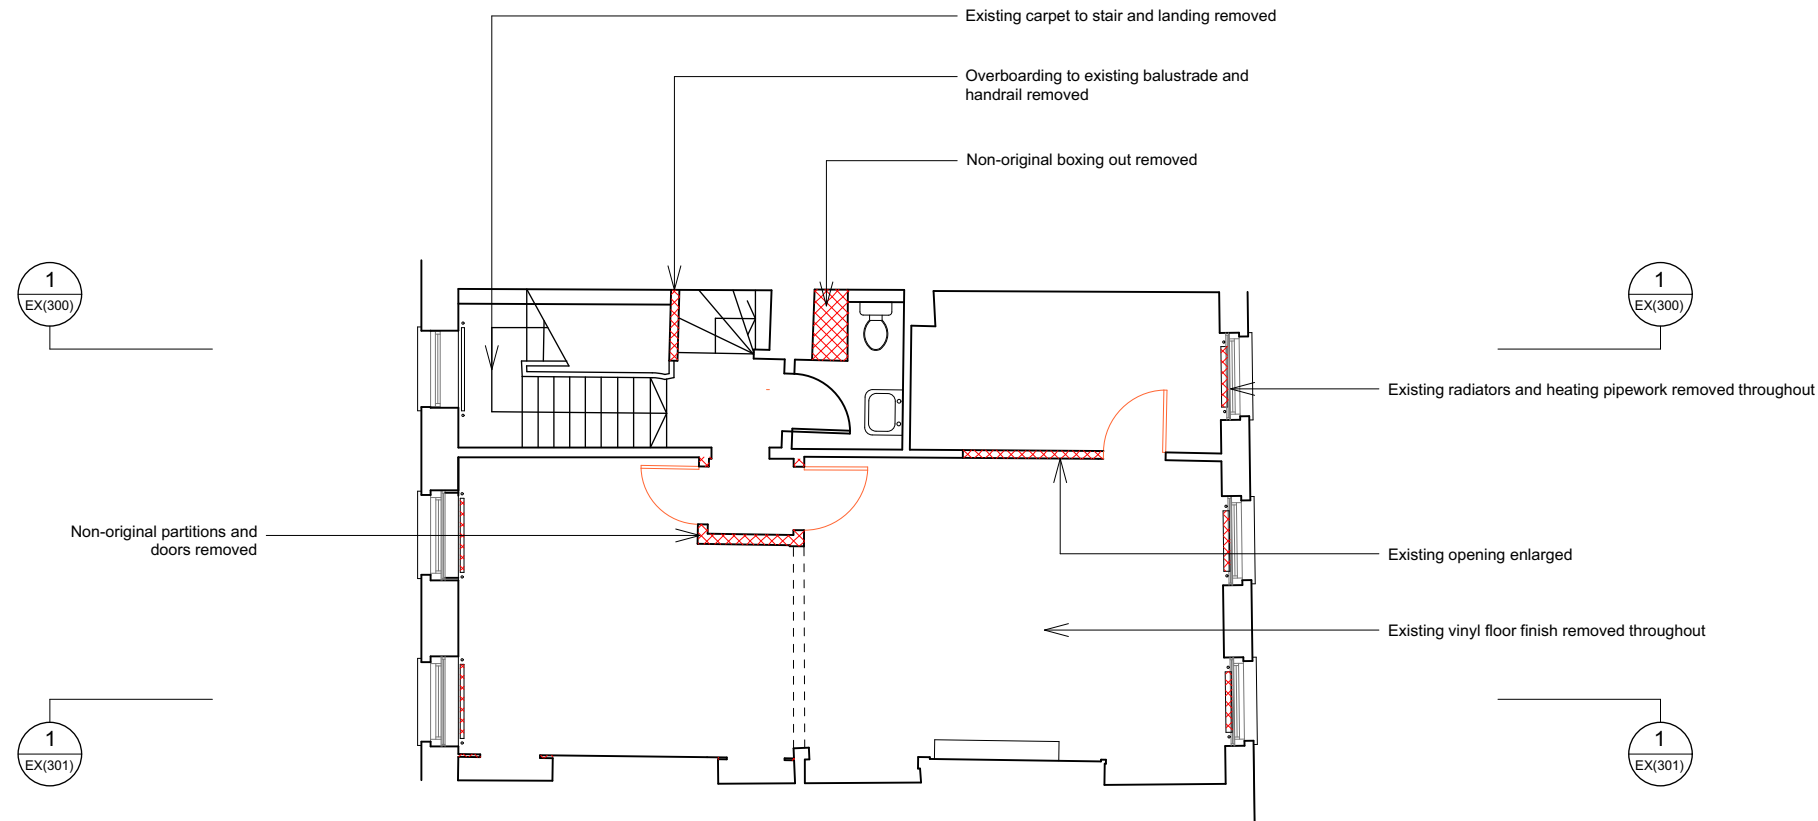 Existing carpet to stair and landing removed
Overboarding to existing balustrade and
handrail removed
Non-original boxing out removed
1
EX(300)
1
EX(300)
Existing radiators and heating pipework removed throughout
Non-original partitions and
doors removed
Existing opening enlarged
Existing vinyl floor finish removed throughout
1
EX(301)
1
EX(301)